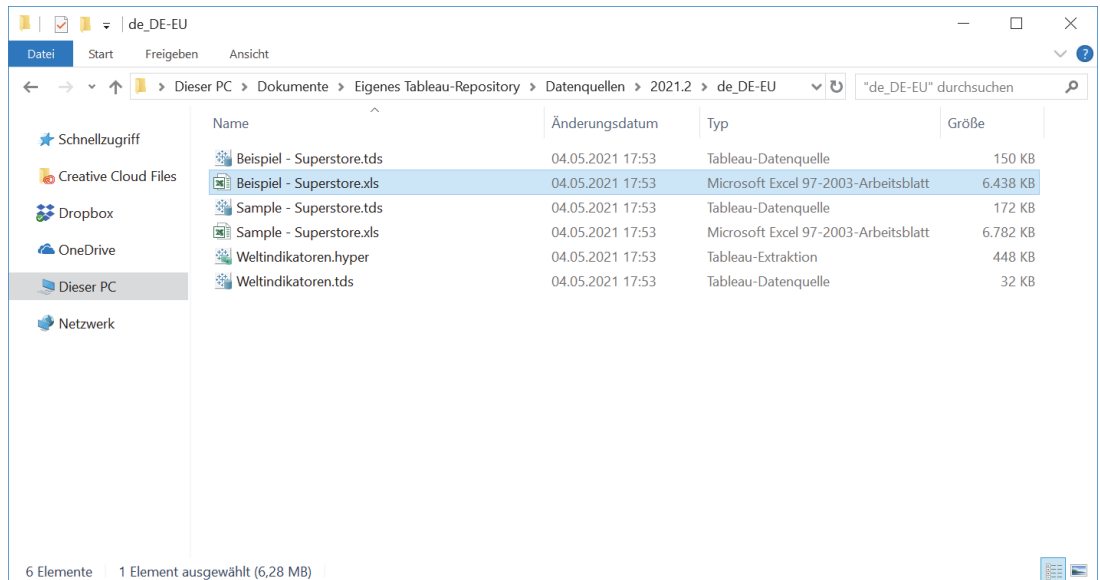 de_DE-EU
Datei Start Freigeben Ansicht
Dieser PC > Dokumente > Eigenes Tableau-Repository > Datenquellen > 2021.2 > de_DE-EU "de_DE-EU" durchsuchen
Schnellzugriff
Creative Cloud Files
Dropbox
OneDrive
Dieser PC
Netzwerk
Name Änderungsdatum Typ Größe
Beispiel - Superstore.tds 04.05.2021 17:53 Tableau-Datenquelle 150 KB
Beispiel - Superstore.xls 04.05.2021 17:53 Microsoft Excel 97-2003-Arbeitsblatt 6.438 KB
Sample - Superstore.tds 04.05.2021 17:53 Tableau-Datenquelle 172 KB
Sample - Superstore.xls 04.05.2021 17:53 Microsoft Excel 97-2003-Arbeitsblatt 6.782 KB
Weltindikatoren.hyper 04.05.2021 17:53 Tableau-Extraktion 448 KB
Weltindikatoren.tds 04.05.2021 17:53 Tableau-Datenquelle 32 KB
6 Elemente 1 Element ausgewählt (6,28 MB)